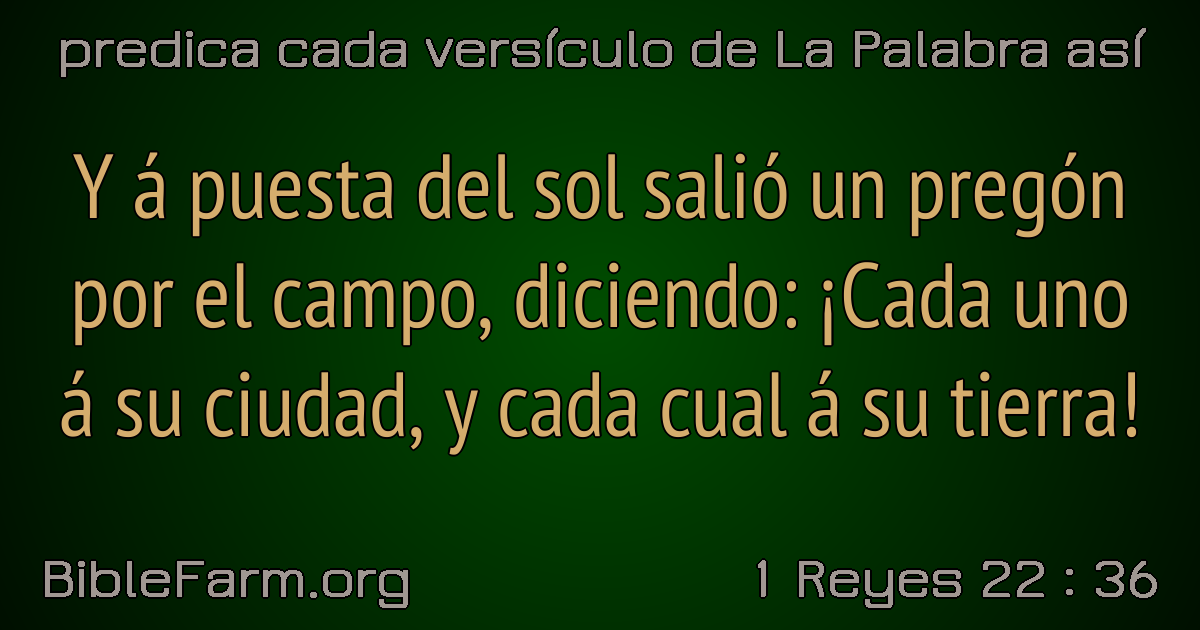 predica cada versículo de La Palabra así
Y á puesta del sol salió un pregón
por el campo, diciendo: ¡Cada uno
á su ciudad, y cada cual á su tierra!
BibleFarm.org
1 Reyes 22 : 36